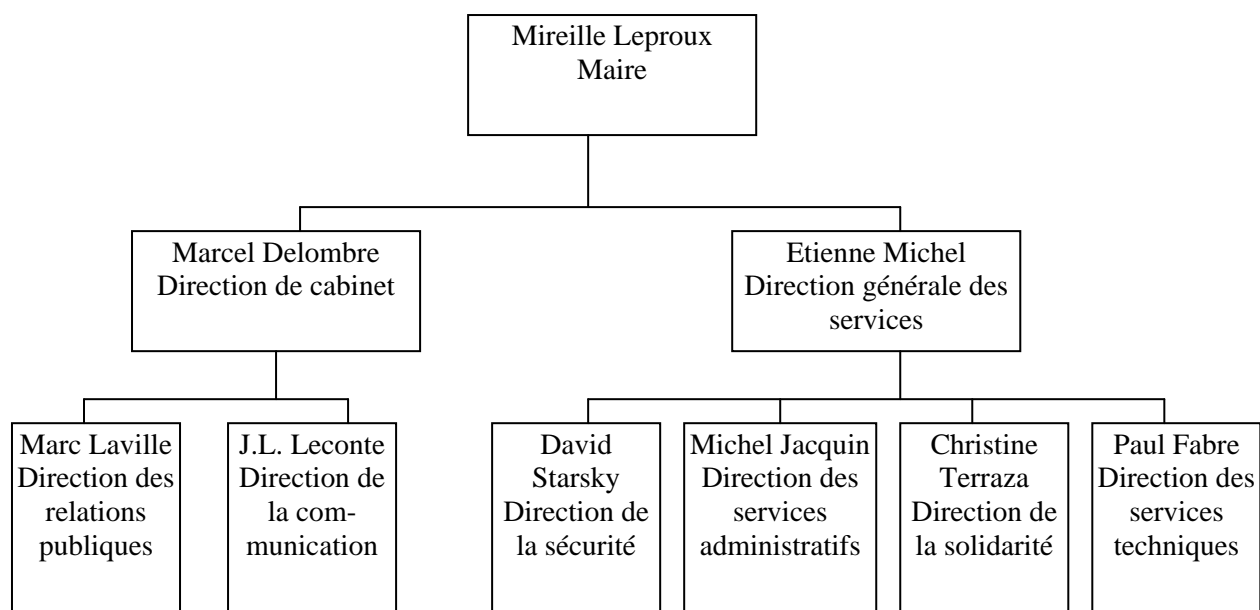 Mireille Leproux
Maire
Marcel Delombre
Direction de cabinet
Etienne Michel
Direction générale des
services
Marc Laville
Direction des
relations
publiques
J.L. Leconte
Direction de
la com-
munication
David
Starsky
Direction de
la sécurité
Michel Jacquin
Direction des
services
administratifs
Christine
Terraza
Direction de
la solidarité
Paul Fabre
Direction des
services
techniques